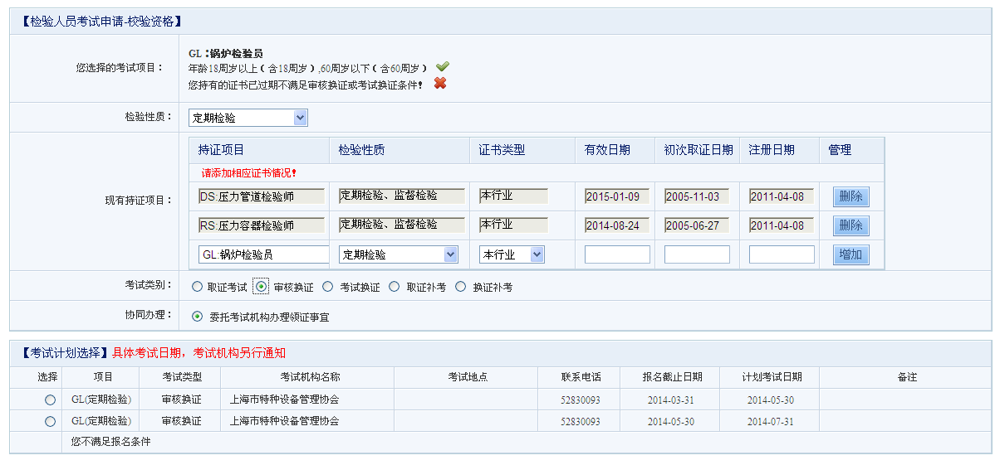 【检验人员考试申请-校验资格】
您选择的考试项目：
GL：锅炉检验员
年龄18周岁以上（含18周岁）,60周岁以下（含60周岁）
您持有的证书已过期不满足审核换证或考试换证条件！
检验性质： 定期检验
现有持证项目：
持证项目 检验性质 证书类型 有效日期 初次取证日期 注册日期 管理
请添加相应证书情况！
DS:压力管道检验师 定期检验、监督检验 本行业 2015-01-09 2005-11-03 2011-04-08 删除
RS:压力容器检验师 定期检验、监督检验 本行业 2014-08-24 2005-06-27 2011-04-08 删除
GL:锅炉检验员 定期检验 本行业 增加
考试类别： 取证考试 审核换证 考试换证 取证补考 换证补考
协同办理： 委托考试机构办理领证事宜
【考试计划选择】具体考试日期，考试机构另行通知
选择 项目 考试类型 考试机构名称 考试地点 联系电话 报名截止日期 计划考试日期 备注
GL(定期检验) 审核换证 上海市特种设备管理协会 52830093 2014-03-31 2014-05-30
GL(定期检验) 审核换证 上海市特种设备管理协会 52830093 2014-05-30 2014-07-31
您不满足报名条件